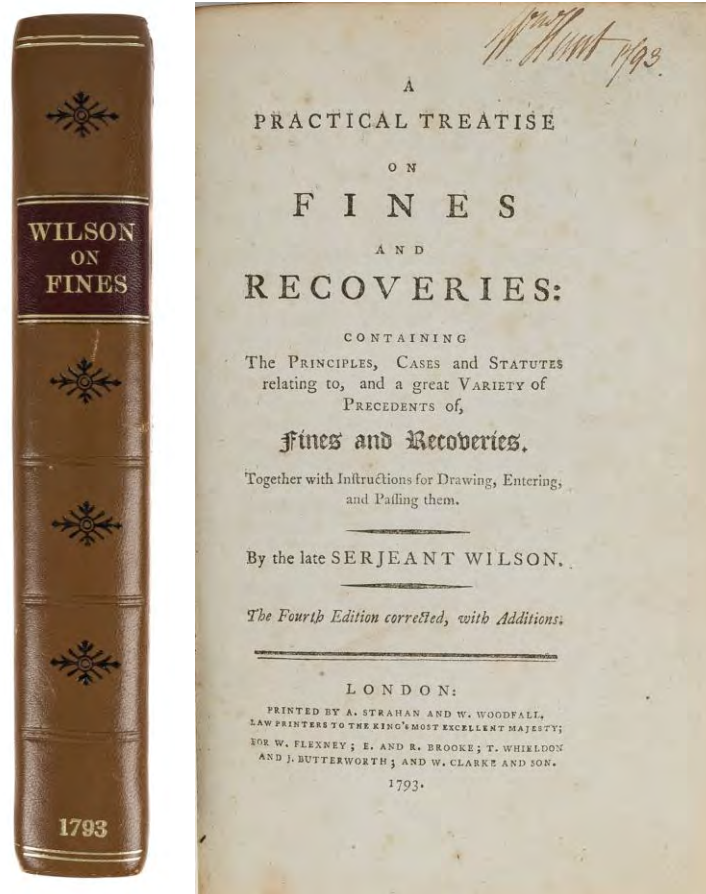 WILSON
ON
FINES
1793
Wm Hunt 1793.
A
PRACTICAL TREATISE
ON
FINES
AND
RECOVERIES:
CONTAINING
The PRINCIPLES, CASES and STATUTES
relating to, and a great VARIETY of
PRECEDENTS of,
Fines and Recoveries.
Together with Inſtructions for Drawing, Entering,
and Paſſing them.
By the late SERJEANT WILSON.
The Fourth Edition corrected, with Additions.
LONDON:
PRINTED BY A. STRAHAN AND W. WOODFALL,
LAW PRINTERS TO THE KING'S MOST EXCELLENT MAJESTY;
FOR W. FLEXNEY; E. AND R. BROOKE; T. WHIELDON
AND J. BUTTERWORTH; AND W. CLARKE AND SON.
1793.